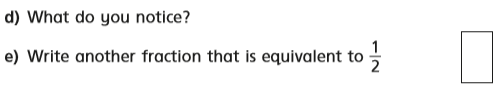 d) What do you notice?
e) Write another fraction that is equivalent to 1/2